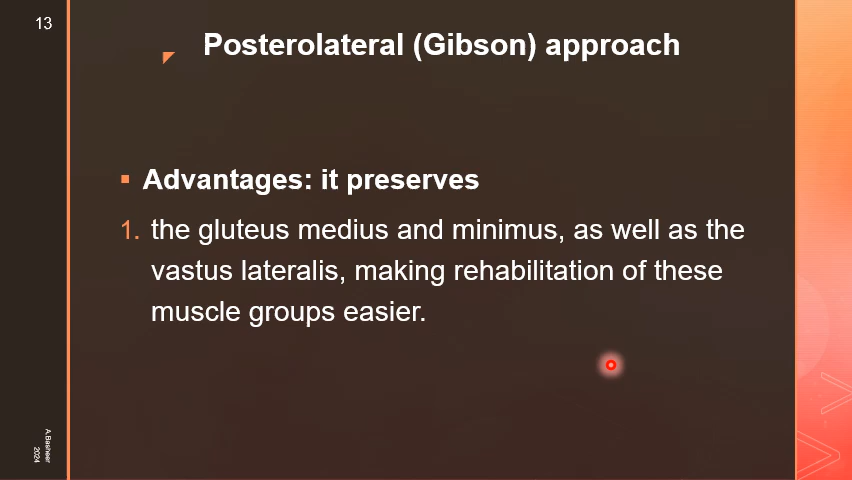 13
Posterolateral (Gibson) approach
Advantages: it preserves
1. the gluteus medius and minimus, as well as the
vastus lateralis, making rehabilitation of these
muscle groups easier.
A.Basheer
2024